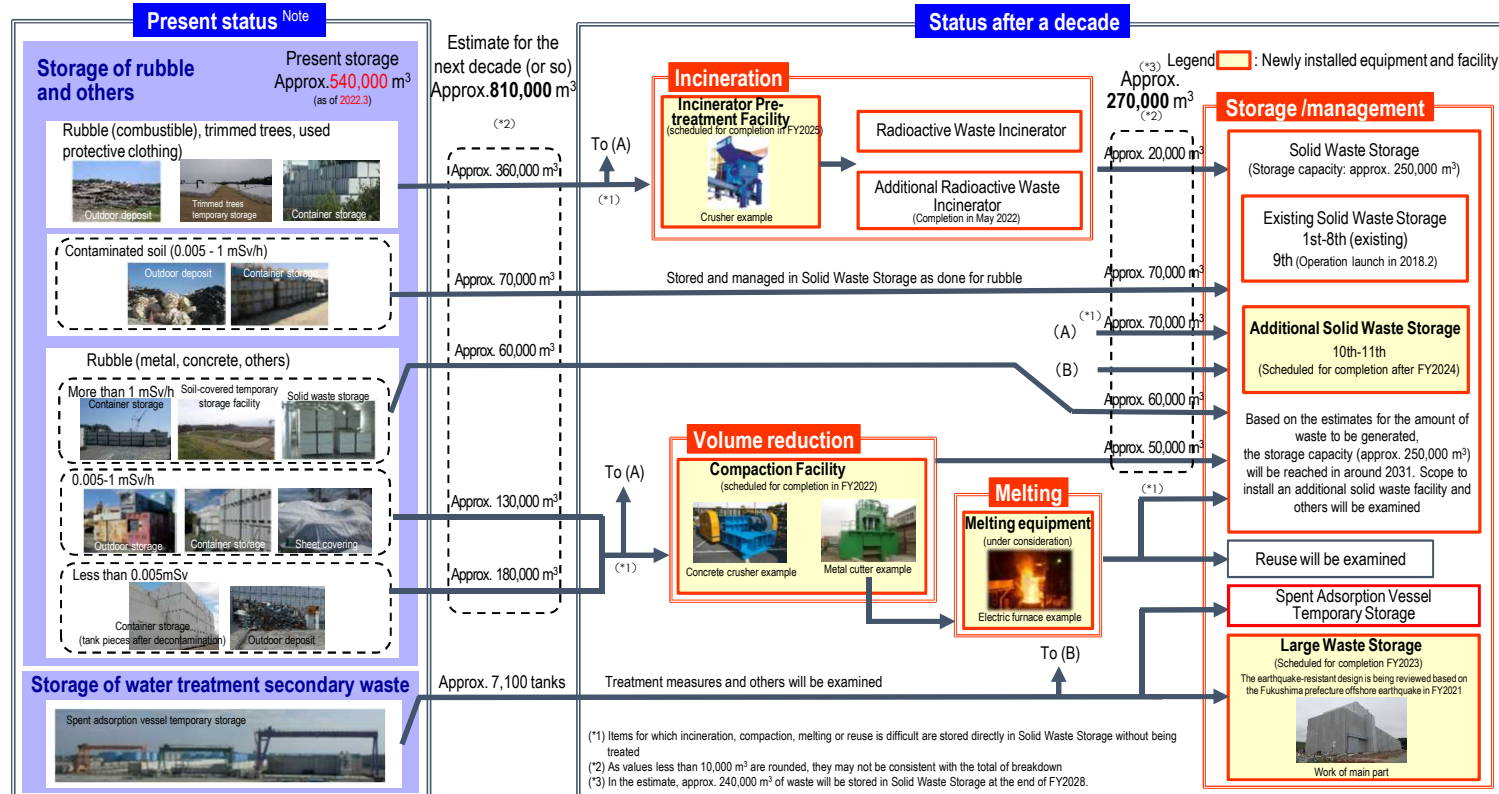 Present status Note
Storage of rubble
and others
Present storage
Approx.540,000 m³
(as of 2022.3)
Rubble (combustible), trimmed trees, used
protective clothing)
Outdoor deposit
Trimmed trees
temporary storage
Container storage
Contaminated soil (0.005 - 1 mSv/h)
Outdoor deposit
Container storage
Rubble (metal, concrete, others)
More than 1 mSv/h
Container storage
Soil-covered temporary
storage facility
Solid waste storage
0.005-1 mSv/h
Outdoor storage
Container storage
Sheet covering
Less than 0.005mSv
Container storage
(tank pieces after decontamination)
Outdoor deposit
Storage of water treatment secondary waste
Spent adsorption vessel temporary storage
Estimate for the
next decade (or so)
Approx.810,000 m³
(*2)
Approx. 360,000 m³
Approx. 70,000 m³
Approx. 60,000 m³
Approx. 130,000 m³
Approx. 180,000 m³
Approx. 7,100 tanks
Status after a decade
To (A)
(*1)
Incineration
Incinerator Pre-
treatment Facility
(scheduled for completion in FY2025)
Crusher example
Radioactive Waste Incinerator
Additional Radioactive Waste
Incinerator
(Completion in May 2022)
Stored and managed in Solid Waste Storage as done for rubble
(A)
(*1)
(B)
To (A)
(*1)
Volume reduction
Compaction Facility
(scheduled for completion in FY2022)
Concrete crusher example
Metal cutter example
Melting
Melting equipment
(under consideration)
Electric furnace example
(*1)
To (B)
Treatment measures and others will be examined
(*3)
Approx.
270,000 m³
(*2)
Approx. 20,000 m³
Approx. 70,000 m³
Approx. 70,000 m³
Approx. 60,000 m³
Approx. 50,000 m³
Legend : Newly installed equipment and facility
Storage /management
Solid Waste Storage
(Storage capacity: approx. 250,000 m³)
Existing Solid Waste Storage
1st-8th (existing)
9th (Operation launch in 2018.2)
Additional Solid Waste Storage
10th-11th
(Scheduled for completion after FY2024)
Based on the estimates for the amount of
waste to be generated,
the storage capacity (approx. 250,000 m³)
will be reached in around 2031. Scope to
install an additional solid waste facility and
others will be examined
Reuse will be examined
Spent Adsorption Vessel
Temporary Storage
Large Waste Storage
(Scheduled for completion FY2023)
The earthquake-resistant design is being reviewed based on
the Fukushima prefecture offshore earthquake in FY2021
Work of main part
(*1) Items for which incineration, compaction, melting or reuse is difficult are stored directly in Solid Waste Storage without being
treated
(*2) As values less than 10,000 m³ are rounded, they may not be consistent with the total of breakdown
(*3) In the estimate, approx. 240,000 m³ of waste will be stored in Solid Waste Storage at the end of FY2028.